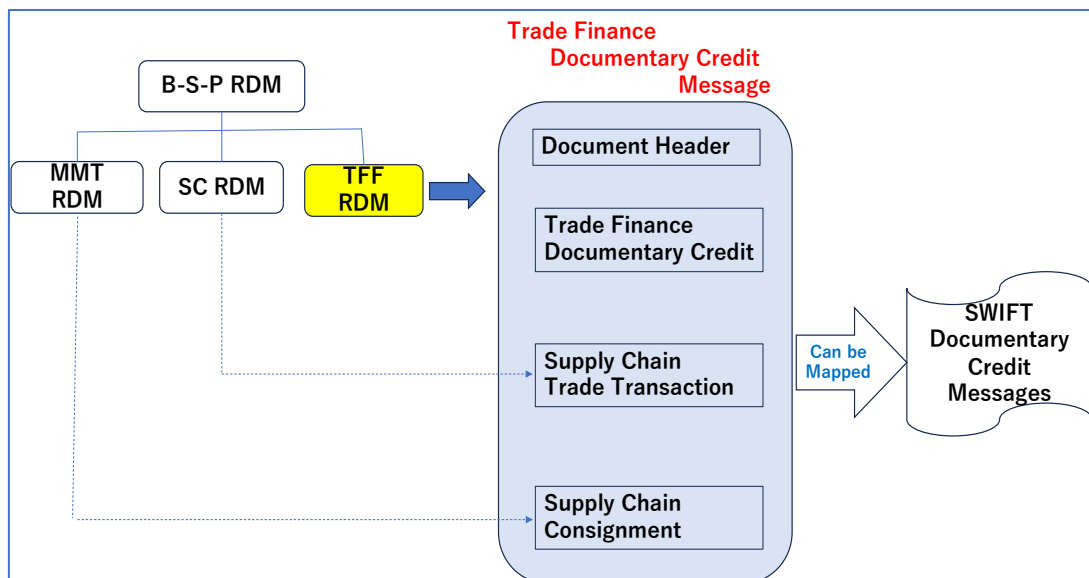 Trade Finance
Documentary Credit
Message
B-S-P RDM
MMT
RDM
SC RDM
TFF
RDM
Document Header
Trade Finance
Documentary Credit
Supply Chain
Trade Transaction
Supply Chain
Consignment
Can be
Mapped
SWIFT
Documentary
Credit
Messages